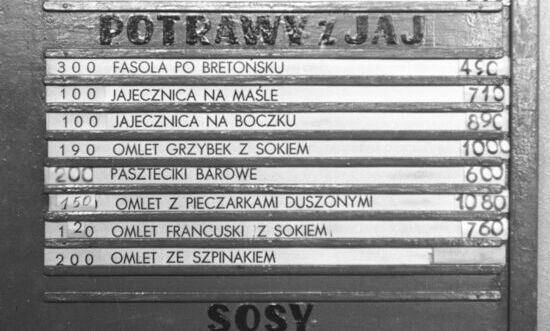 POTRAWY Z JAJ
300 FASOLA PO BRETOŃSKU 490
100 JAJECZNICA NA MAŚLE 710
100 JAJECZNICA NA BOCZKU 890
190 OMLET GRZYBEK Z SOKIEM 1000
200 PASZTECIKI BAROWE 600
150 OMLET Z PIECZARKAMI DUSZONYMI 1080
120 OMLET FRANCUSKI Z SOKIEM 760
200 OMLET ZE SZPINAKIEM
SOSY